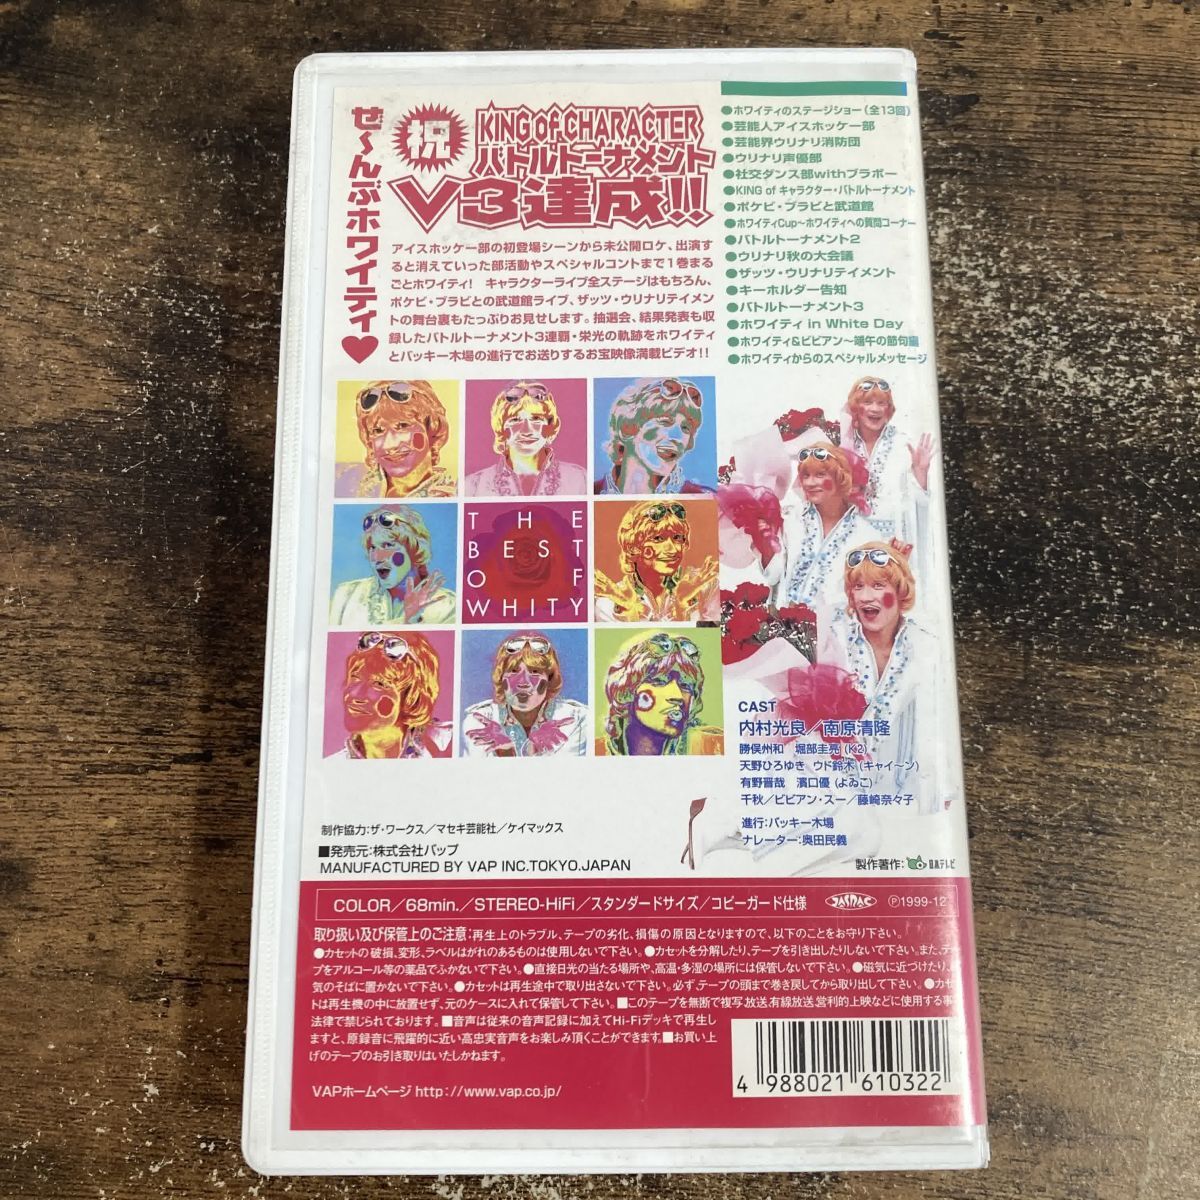 ぜ〜んぶホワイティ♥
祝
KING OF CHARACTER
バトルトーナメント
V3達成!!
アイスホッケー部の初登場シーンから未公開ロケ、出演す
ると消えていった部活動やスペシャルコントまで1巻まる
ごとホワイティ! キャラクターライブ全ステージはもちろん、
ポケビ・ブラビとの武道館ライブ、ザッツ・ウリナリテイメン
トの舞台裏もたっぷりお見せします。抽選会、結果発表も収
録したバトルトーナメント3連覇・栄光の軌跡をホワイティ
とバッキー木場の進行でお送りするお宝映像満載ビデオ!!
●ホワイティのステージショー(全13回)
●芸能人アイスホッケー部
●芸能界ウリナリ消防団
●ウリナリ声優部
●社交ダンス部withブラボー
●KING of キャラクター・バトルトーナメント
●ポケビ・ブラビと武道館
●ホワイティCup〜ホワイティへの質問コーナー
●バトルトーナメント2
●ウリナリ秋の大会議
●ザッツ・ウリナリテイメント
●キーホルダー告知
●バトルトーナメント3
●ホワイティ in White Day
●ホワイティ&ビビアン〜端午の節句編
●ホワイティからのスペシャルメッセージ
THE
BEST
OF
WHITY
CAST
内村光良/南原清隆
勝俣州和 堀部圭亮(K2)
天野ひろゆき ウド鈴木(キャイ〜ン)
有野晋哉 濱口優(よゐこ)
千秋/ビビアン・スー/藤崎奈々子
進行:バッキー木場
ナレーター:奥田民義
製作著作:日本テレビ
制作協力:ザ・ワークス/マセキ芸能社/ケイマックス
■発売元:株式会社バップ
MANUFACTURED BY VAP INC.TOKYO.JAPAN
COLOR/68min./STEREO-HiFi/スタンダードサイズ/コピーガード仕様 JASRAC Ⓟ1999-12
取り扱い及び保管上のご注意:再生上のトラブル、テープの劣化、損傷の原因となりますので、以下のことをお守り下さい。
●カセットの破損、変形、ラベルはがれのあるものは使用しないで下さい。●カセットを分解したり、テープを引き出したりしないで下さい。また、テー
プをアルコール等の薬品でふかないで下さい。●直接日光の当たる場所や、高温・多湿の場所には保管しないで下さい。●磁気に近づけたり、
気のそばに置かないで下さい。●カセットは再生途中で取り出さないで下さい。必ず、テープの頭まで巻き戻してから取り出して下さい。●カセ
トは再生機の中に放置せず、元のケースに入れて保管して下さい。■このテープを無断で複写、放送、有線放送、営利的上映などに使用する事
法律で禁じられております。■音声は従来の音声記録に加えてHi-Fiデッキで再生し
ますと、原録音に飛躍的に近い高忠実音声をお楽しみ頂くことができます。■お買い上
げのテープのお引き取りはいたしかねます。
VAPホームページ http://www.vap.co.jp/
4 988021 610322